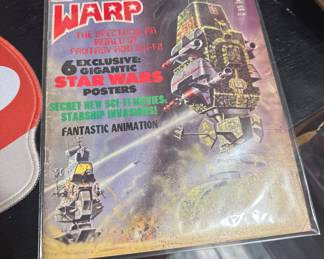 WARP
THE SPECTACULAR
WORLD OF
FANTASY AND SCI-FI!
6 EXCLUSIVE:
GIGANTIC
STAR WARS
POSTERS
SECRET NEW SCI-FI MOVIES:
STARSHIP INVASIONS!
FANTASTIC ANIMATION